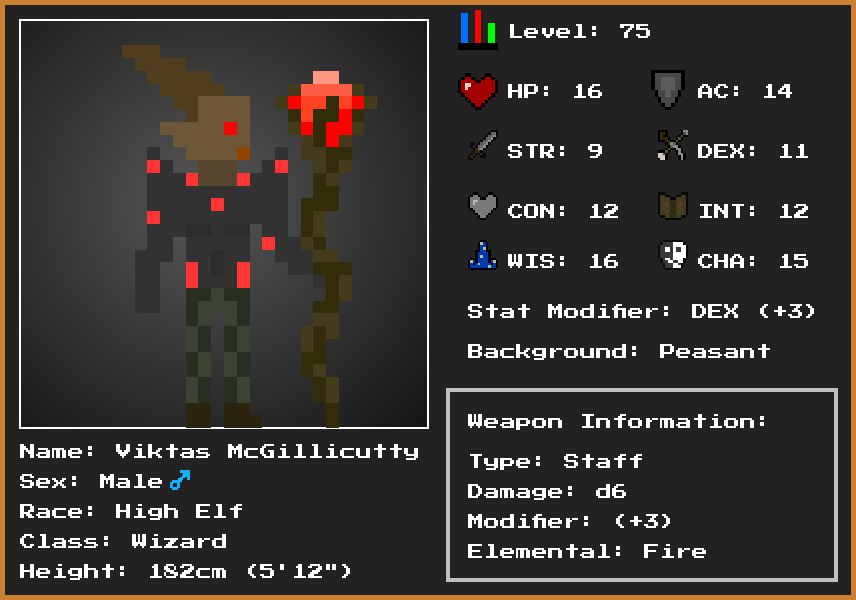 Level: 75
HP: 16
AC: 14
STR: 9
DEX: 11
CON: 12
INT: 12
WIS: 16
CHA: 15
Stat Modifier: DEX (+3)
Background: Peasant
Weapon Information:
Type: Staff
Damage: d6
Modifier: (+3)
Elemental: Fire
Name: Viktas McGillicutty
Sex: Male♂
Race: High Elf
Class: Wizard
Height: 182cm (5'12")